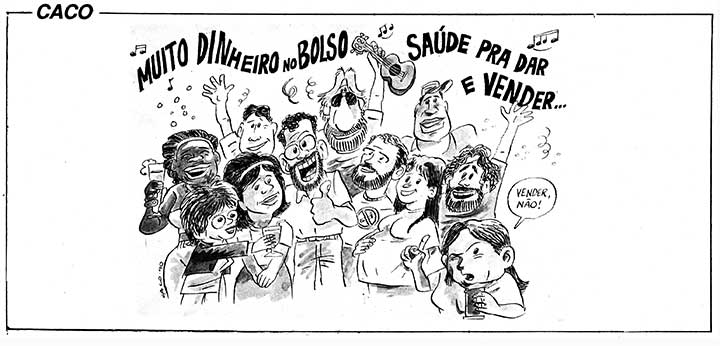 CACO
MUITO DINHEIRO NO BOLSO
SAÚDE PRA DAR
E VENDER...
VENDER,
NÃO!